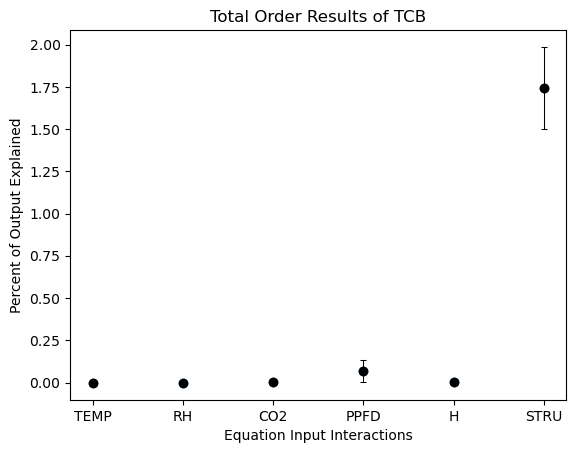 Total Order Results of TCB
Percent of Output Explained
2.00
1.75
1.50
1.25
1.00
0.75
0.50
0.25
0.00
TEMP RH CO2 PPFD H STRU
Equation Input Interactions